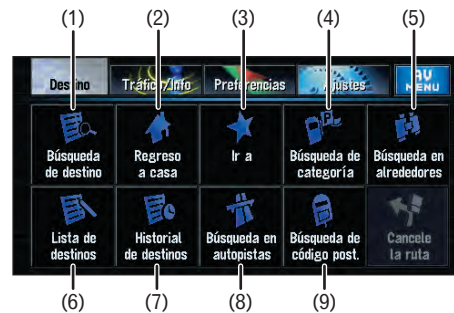 (1) (2) (3) (4) (5)
Destino Tráfico/Info Preferencias Ajustes AV
MENU
Búsqueda Regreso Ir a Búsqueda de Búsqueda en
de destino a casa categoría alrededores
Lista de Historial Búsqueda en Búsqueda de Cancele
destinos de destinos autopistas código post. la ruta
(6) (7) (8) (9)